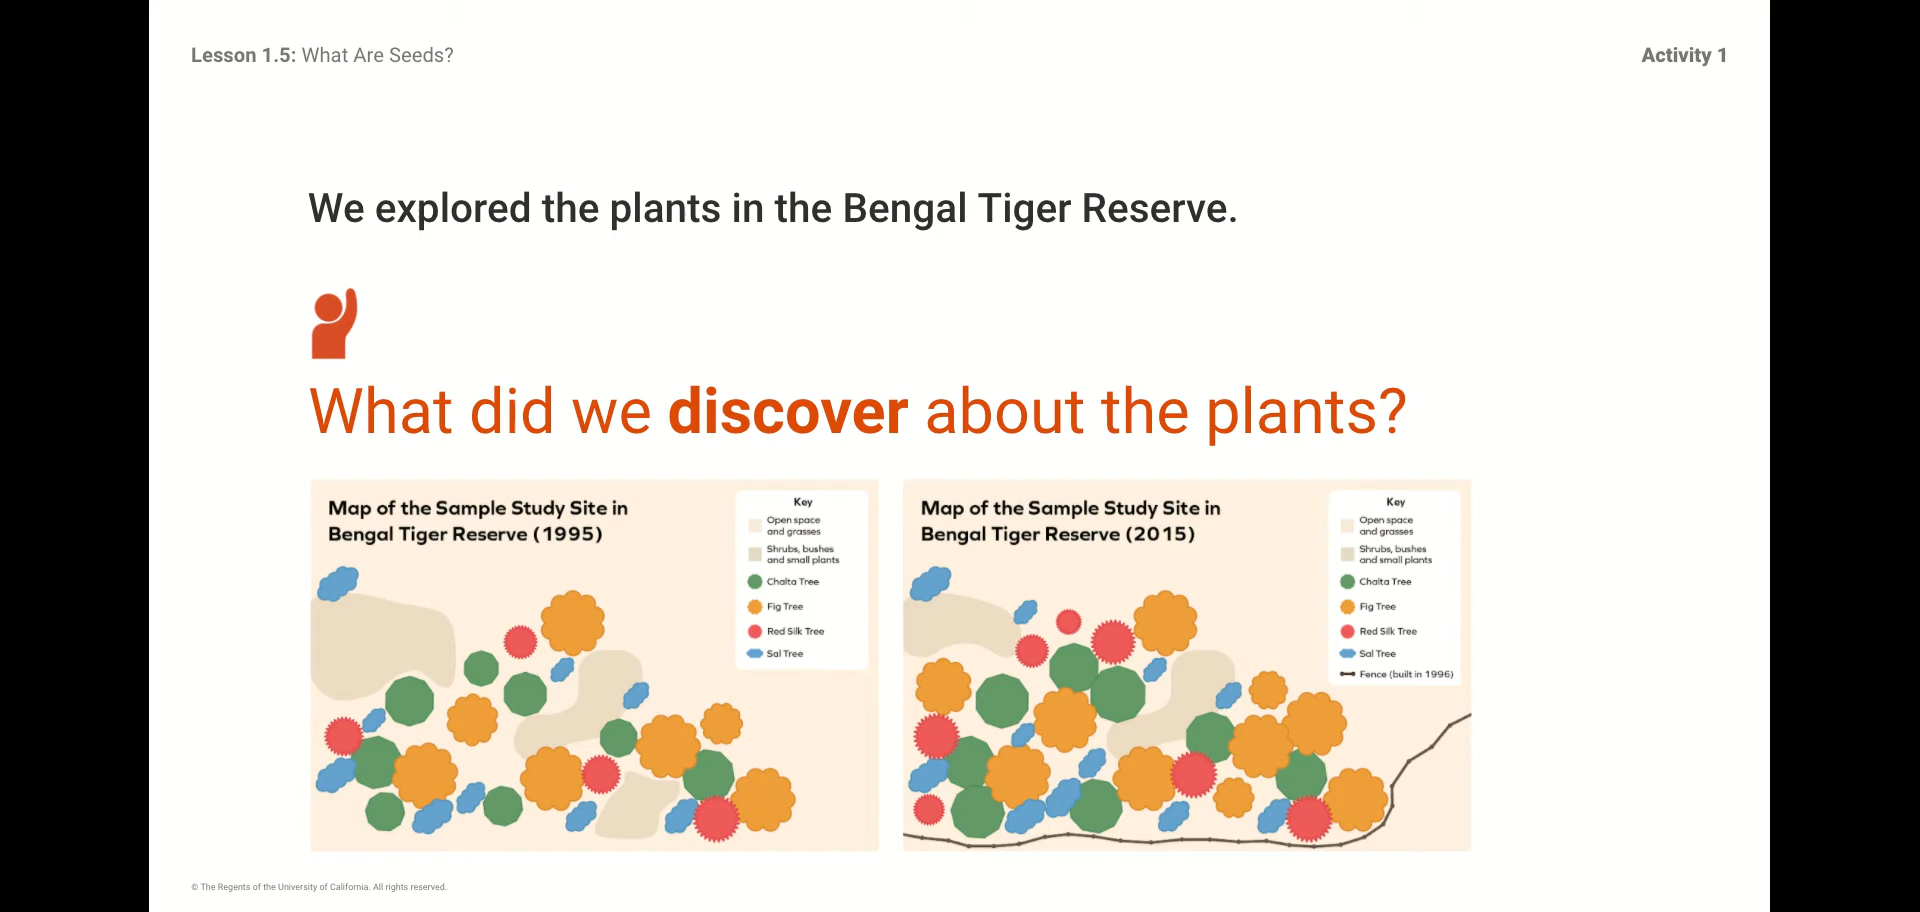 Lesson 1.5: What Are Seeds?
Activity 1
We explored the plants in the Bengal Tiger Reserve.
What did we discover about the plants?
Map of the Sample Study Site in
Bengal Tiger Reserve (1995)
Key
Open space
and grasses
Shrubs, bushes
and small plants
Chalta Tree
Fig Tree
Red Silk Tree
Sal Tree
Map of the Sample Study Site in
Bengal Tiger Reserve (2015)
Key
Open space
and grasses
Shrubs, bushes
and small plants
Chalta Tree
Fig Tree
Red Silk Tree
Sal Tree
Fence (built in 1996)
© The Regents of the University of California. All rights reserved.